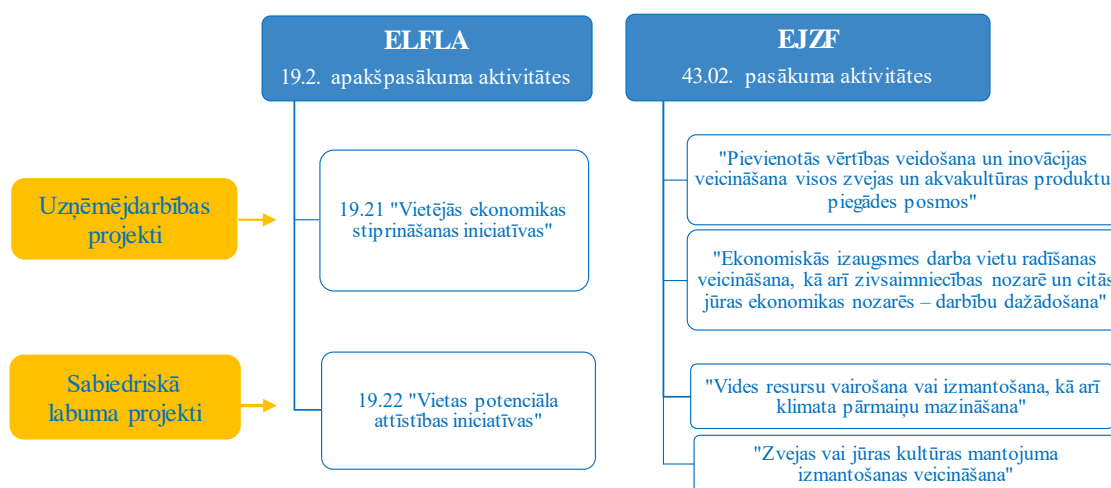 ELFLA
19.2. apakšpasākuma aktivitātes
EJZF
43.02. pasākuma aktivitātes
Uzņēmējdarbības
projekti
19.21 "Vietējās ekonomikas
stiprināšanas iniciatīvas"
"Pievienotās vērtības veidošana un inovācijas
veicināšana visos zvejas un akvakultūras produktu
piegādes posmos"
"Ekonomiskās izaugsmes darba vietu radīšanas
veicināšana, kā arī zivsaimniecības nozarē un citās
jūras ekonomikas nozarēs – darbību dažādošana"
Sabiedriskā
labuma projekti
19.22 "Vietas potenciāla
attīstības iniciatīvas"
"Vides resursu vairošana vai izmantošana, kā arī
klimata pārmaiņu mazināšana"
"Zvejas vai jūras kultūras mantojuma
izmantošanas veicināšana"